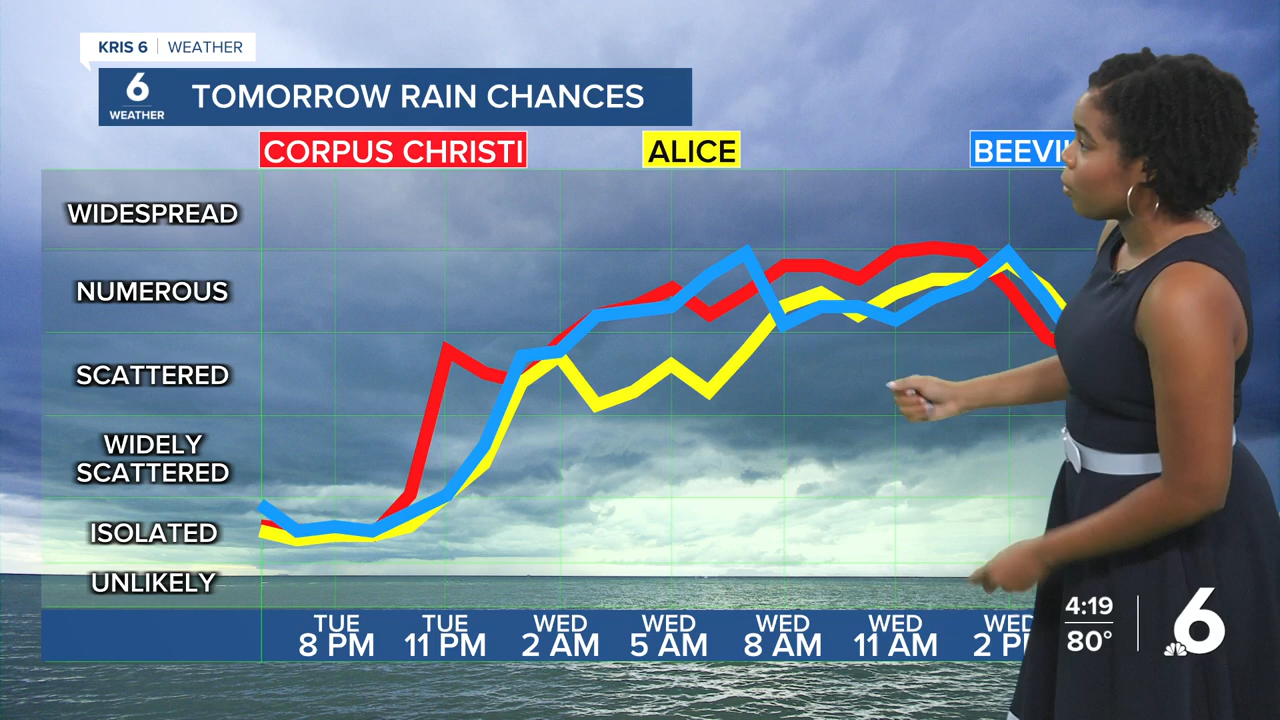 KRIS 6 | WEATHER
6
WEATHER
TOMORROW RAIN CHANCES
CORPUS CHRISTI
ALICE
WIDESPREAD
NUMEROUS
SCATTERED
WIDELY
SCATTERED
ISOLATED
UNLIKELY
TUE
8 PM
TUE
11 PM
WED
2 AM
WED
5 AM
WED
8 AM
WED
11 AM
WED
2
4:19
80°
6